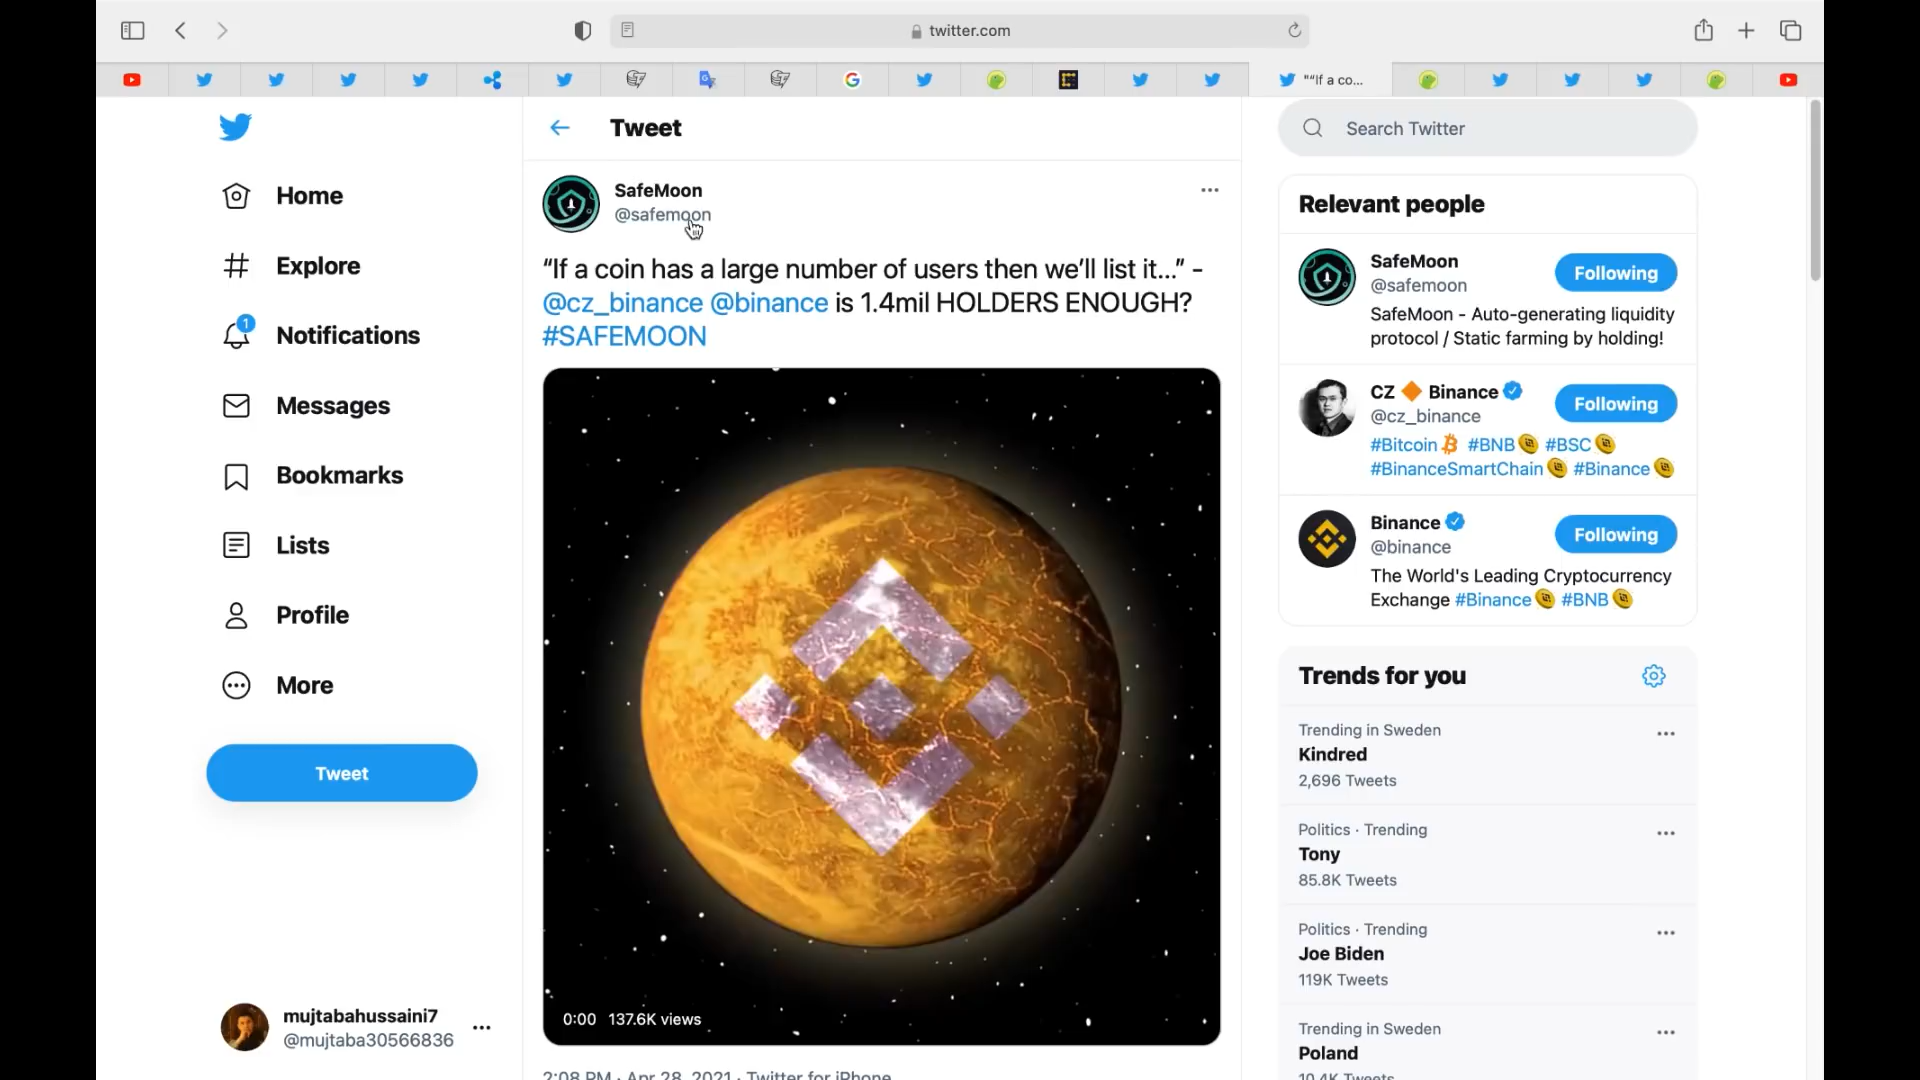 twitter.com
""If a co...
Home
Explore
1
Notifications
Messages
Bookmarks
Lists
Profile
More
Tweet
mujtabahussaini7
@mujtaba30566836
Tweet
SafeMoon
@safemoon
“If a coin has a large number of users then we’ll list it...” -
@cz_binance @binance is 1.4mil HOLDERS ENOUGH?
#SAFEMOON
0:00 137.6K views
2:08 PM · Apr 28, 2021 · Twitter for iPhone
Search Twitter
Relevant people
SafeMoon
Following
@safemoon
SafeMoon - Auto-generating liquidity
protocol / Static farming by holding!
CZ 🔶 Binance
Following
@cz_binance
#Bitcoin #BNB #BSC
#BinanceSmartChain #Binance
Binance
Following
@binance
The World's Leading Cryptocurrency
Exchange #Binance #BNB
Trends for you
Trending in Sweden
Kindred
2,696 Tweets
Politics · Trending
Tony
85.8K Tweets
Politics · Trending
Joe Biden
119K Tweets
Trending in Sweden
Poland
10.4K Tweets